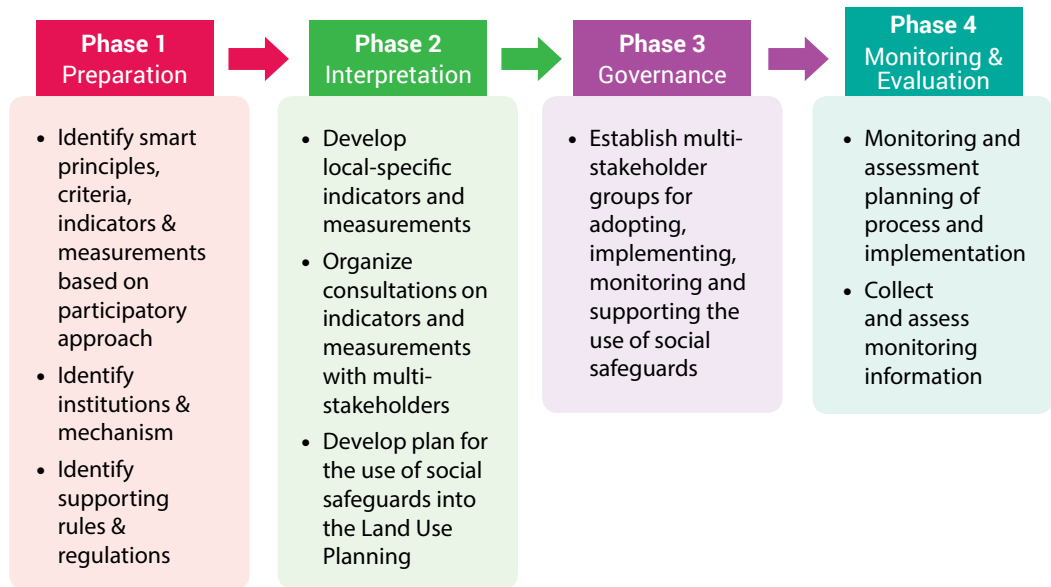 Phase 1
Preparation
• Identify smart
principles,
criteria,
indicators &
measurements
based on
participatory
approach
• Identify
institutions &
mechanism
• Identify
supporting
rules &
regulations
Phase 2
Interpretation
• Develop
local-specific
indicators and
measurements
• Organize
consultations on
indicators and
measurements
with multi-
stakeholders
• Develop plan for
the use of social
safeguards into
the Land Use
Planning
Phase 3
Governance
• Establish multi-
stakeholder
groups for
adopting,
implementing,
monitoring and
supporting the
use of social
safeguards
Phase 4
Monitoring &
Evaluation
• Monitoring and
assessment
planning of
process and
implementation
• Collect
and assess
monitoring
information